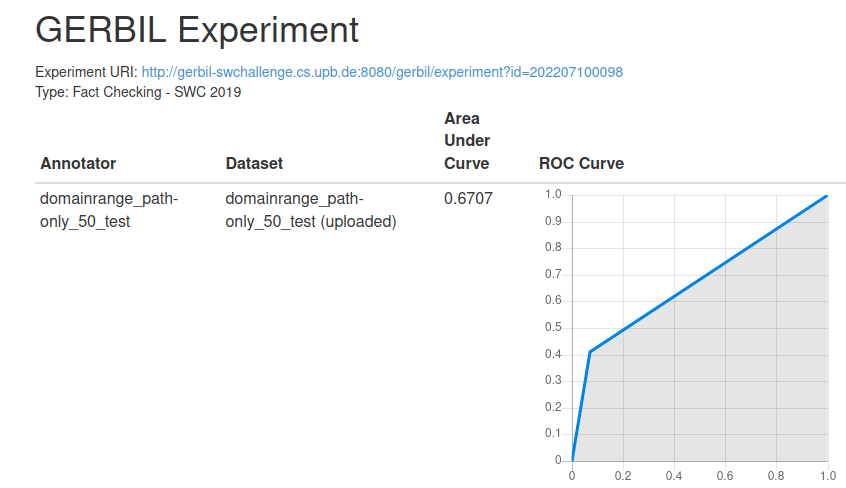 GERBIL Experiment
Experiment URI: http://gerbil-swchallenge.cs.upb.de:8080/gerbil/experiment?id=202207100098
Type: Fact Checking - SWC 2019
Area
Under
Annotator Dataset Curve ROC Curve
domainrange_path- domainrange_path- 0.6707
only_50_test only_50_test (uploaded)
1.0
0.9
0.8
0.7
0.6
0.5
0.4
0.3
0.2
0.1
0
0 0.2 0.4 0.6 0.8 1.0